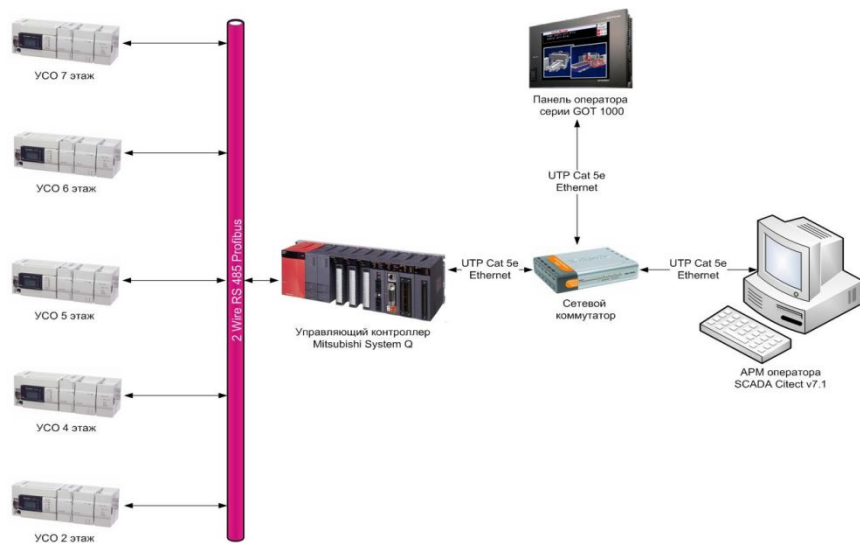 УСО 7 этаж
УСО 6 этаж
УСО 5 этаж
УСО 4 этаж
УСО 2 этаж
2 Wire RS 485 Profibus
Управляющий контроллер
Mitsubishi System Q
UTP Cat 5e
Ethernet
Панель оператора
серии GOT 1000
UTP Cat 5e
Ethernet
Сетевой
коммутатор
UTP Cat 5e
Ethernet
АРМ оператора
SCADA Citect v7.1